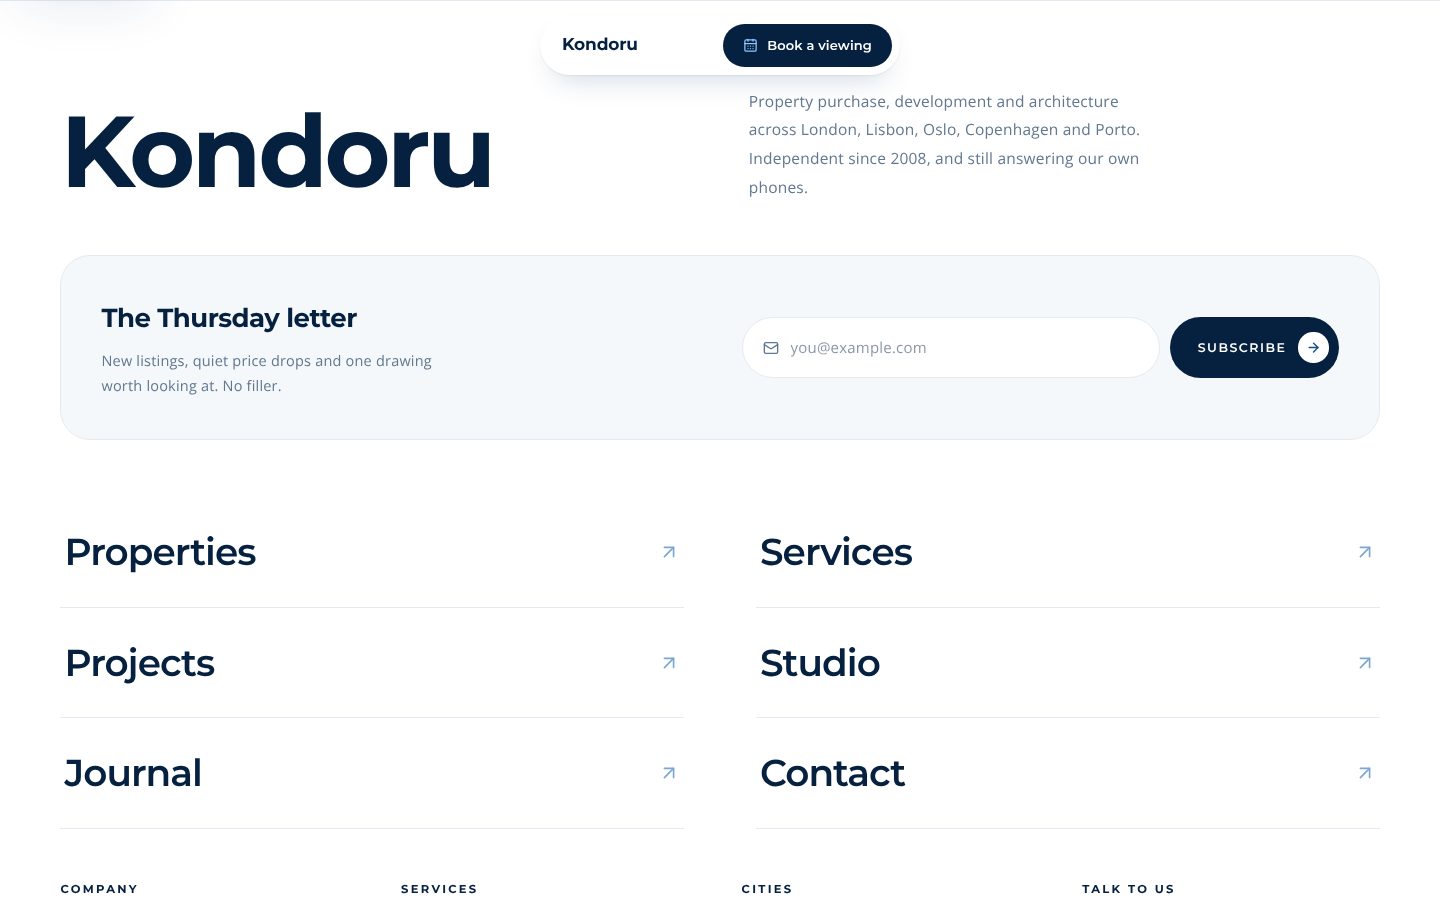 Kondoru
Book a viewing
Kondoru
Property purchase, development and architecture
across London, Lisbon, Oslo, Copenhagen and Porto.
Independent since 2008, and still answering our own
phones.
The Thursday letter
New listings, quiet price drops and one drawing
worth looking at. No filler.
you@example.com
SUBSCRIBE
Properties
Services
Projects
Studio
Journal
Contact
COMPANY
SERVICES
CITIES
TALK TO US